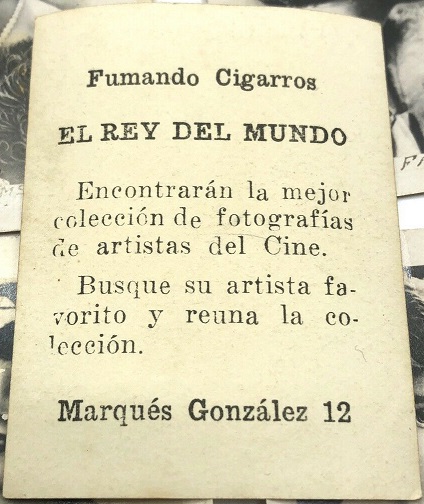 Fumando Cigarros
EL REY DEL MUNDO
Encontrarán la mejor
colección de fotografías
de artistas del Cine.
Busque su artista fa-
vorito y reuna la co-
lección.
Marqués González 12